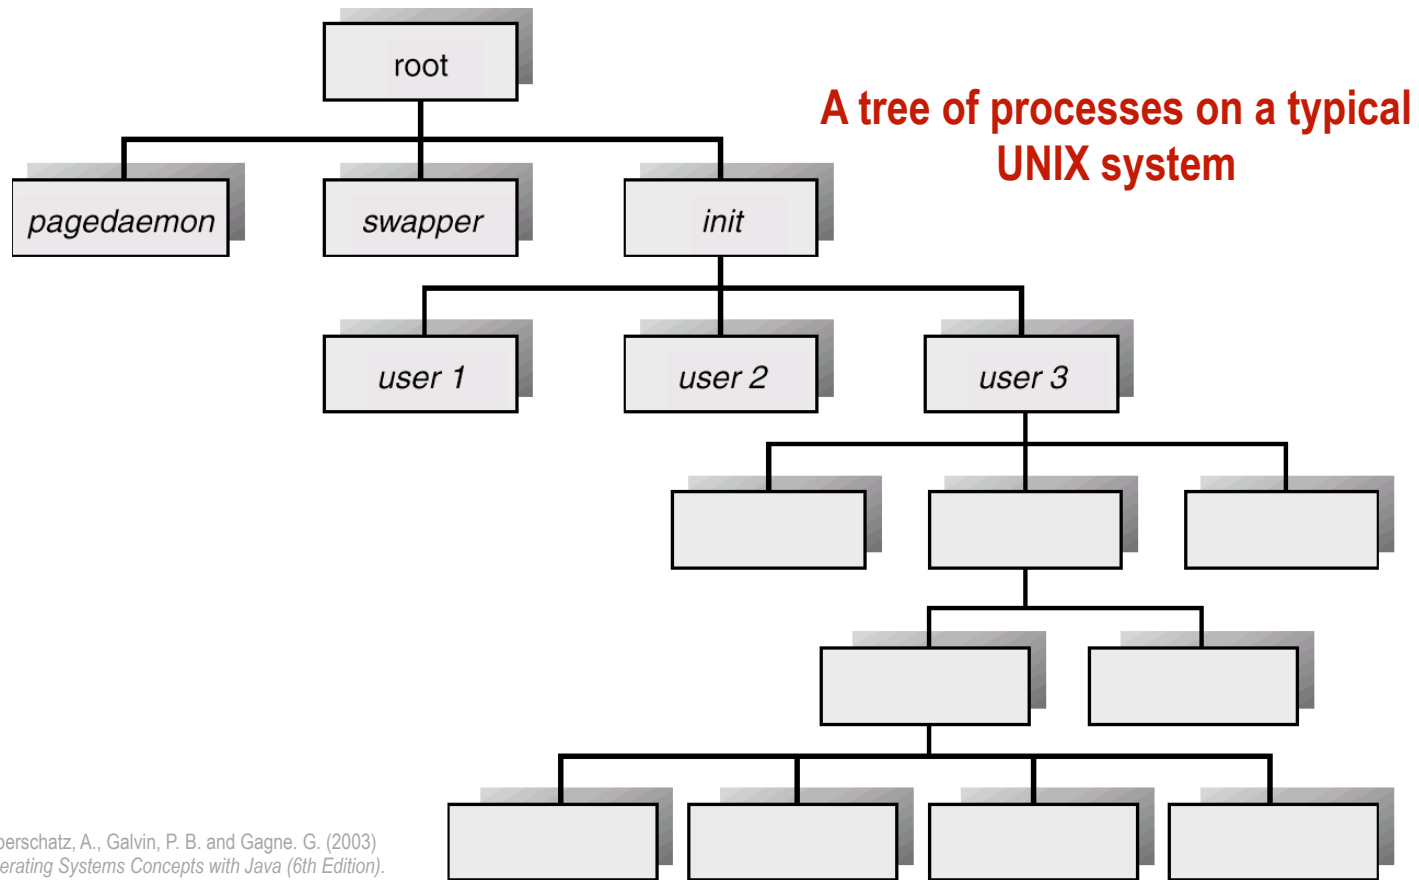 root
A tree of processes on a typical
UNIX system
pagedaemon
swapper
init
user 1
user 2
user 3
berschatz, A., Galvin, P. B. and Gagne. G. (2003)
erating Systems Concepts with Java (6th Edition).